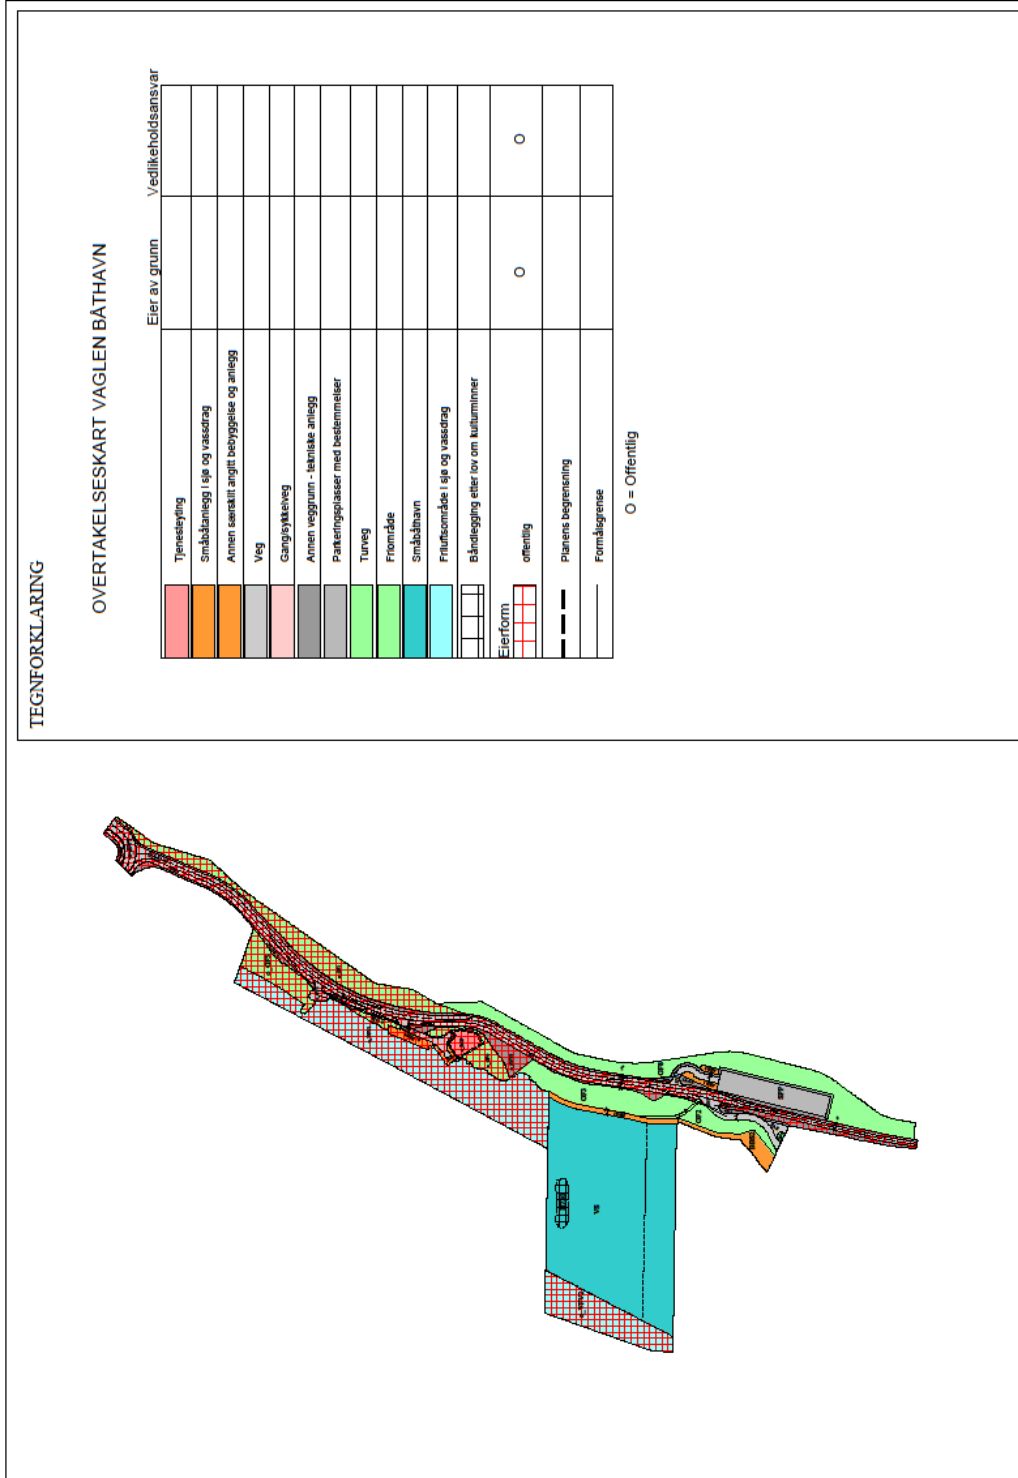 TEGNFORKLARING
OVERTAKELSESKART VAGLEN BÅTHAVN
Eier av grunn
Vedlikeholdsansvar
Tjenesteyting
Småbåtanlegg i sjø og vassdrag
Annen særskilt angitt bebyggelse og anlegg
Veg
Gang/sykkelveg
Annen veggrunn - tekniske anlegg
Parkeringsplasser med bestemmelser
Turveg
Friområde
Småbåthavn
Friluftsområde i sjø og vassdrag
Båndlegging etter lov om kulturminner
Eierform
offentlig
O
O
Planens begrensning
Formålsgrense
O = Offentlig
VS